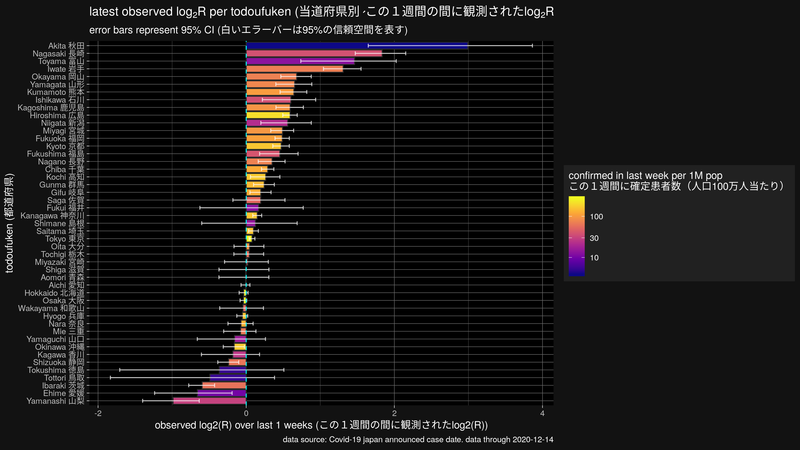 latest observed log2R per todoufuken (当道府県別 この１週間の間に観測されたlog2R
error bars represent 95% CI (白いエラーバーは95%の信頼空間を表す)
Akita 秋田
Nagasaki 長崎
Toyama 富山
Iwate 岩手
Okayama 岡山
Yamagata 山形
Kumamoto 熊本
Ishikawa 石川
Kagoshima 鹿児島
Hiroshima 広島
Niigata 新潟
Miyagi 宮城
Fukuoka 福岡
Kyoto 京都
Fukushima 福島
Nagano 長野
Chiba 千葉
Kochi 高知
Gunma 群馬
Gifu 岐阜
Saga 佐賀
Fukui 福井
Kanagawa 神奈川
Shimane 島根
Saitama 埼玉
Tokyo 東京
Oita 大分
Tochigi 栃木
Miyazaki 宮崎
Shiga 滋賀
Aomori 青森
Aichi 愛知
Hokkaido 北海道
Osaka 大阪
Wakayama 和歌山
Hyogo 兵庫
Nara 奈良
Mie 三重
Yamaguchi 山口
Okinawa 沖縄
Kagawa 香川
Shizuoka 静岡
Tokushima 徳島
Tottori 鳥取
Ibaraki 茨城
Ehime 愛媛
Yamanashi 山梨
todoufuken (都道府県)
-2
0
2
4
observed log2(R) over last 1 weeks (この１週間の間に観測されたlog2(R))
data source: Covid-19 japan announced case date. data through 2020-12-14
confirmed in last week per 1M pop
この１週間に確定患者数（人口100万人当たり）
100
30
10